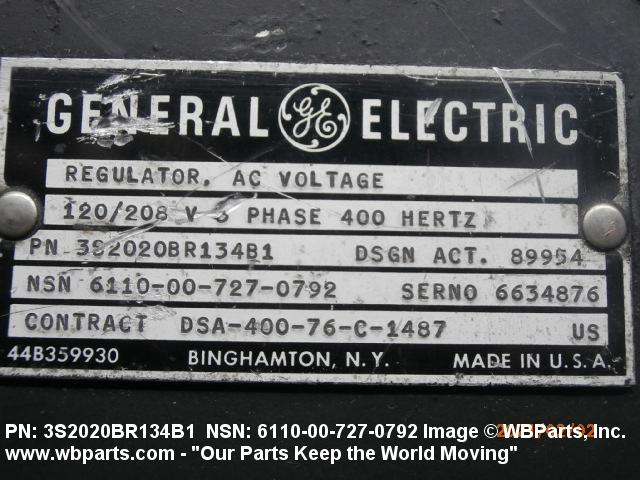 GENERAL GE ELECTRIC
REGULATOR, AC VOLTAGE
120/208 V 3 PHASE 400 HERTZ
PN 3S2020BR134B1 DSGN ACT. 89954
NSN 6110-00-727-0792 SERNO 6634876
CONTRACT DSA-400-76-C-1487 US
44B359930 BINGHAMTON, N.Y. MADE IN U.S.A.
PN: 3S2020BR134B1 NSN: 6110-00-727-0792 Image © WBParts, Inc.
www.wbparts.com - "Our Parts Keep the World Moving"